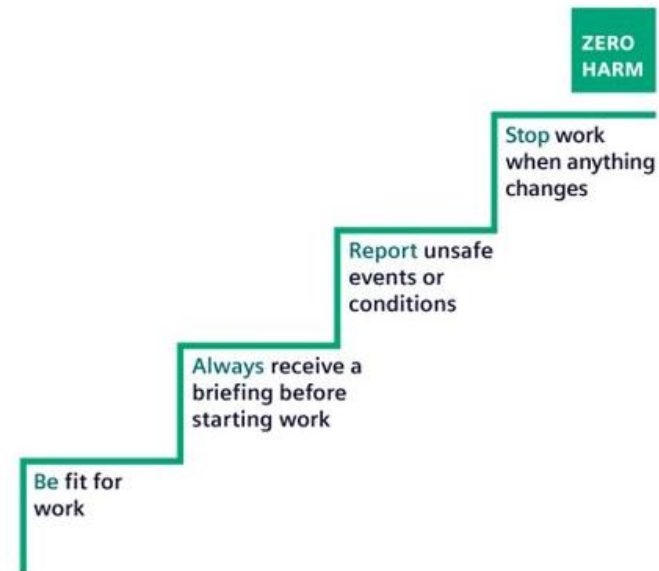 ZERO
HARM
Stop work
when anything
changes
Report unsafe
events or
conditions
Always receive a
briefing before
starting work
Be fit for
work